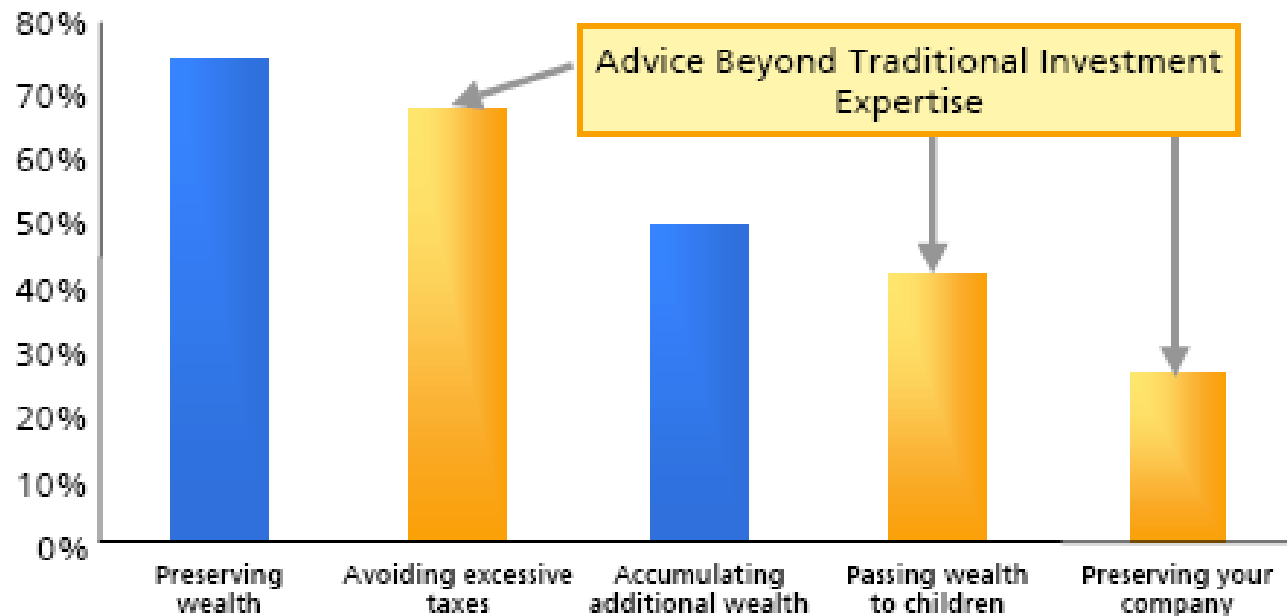 80%
Advice Beyond Traditional Investment
Expertise
70%
60%
50%
40%
30%
20%
10%
0%
Preserving
wealth
Avoiding excessive
taxes
Accumulating
additional wealth
Passing wealth
to children
Preserving your
company